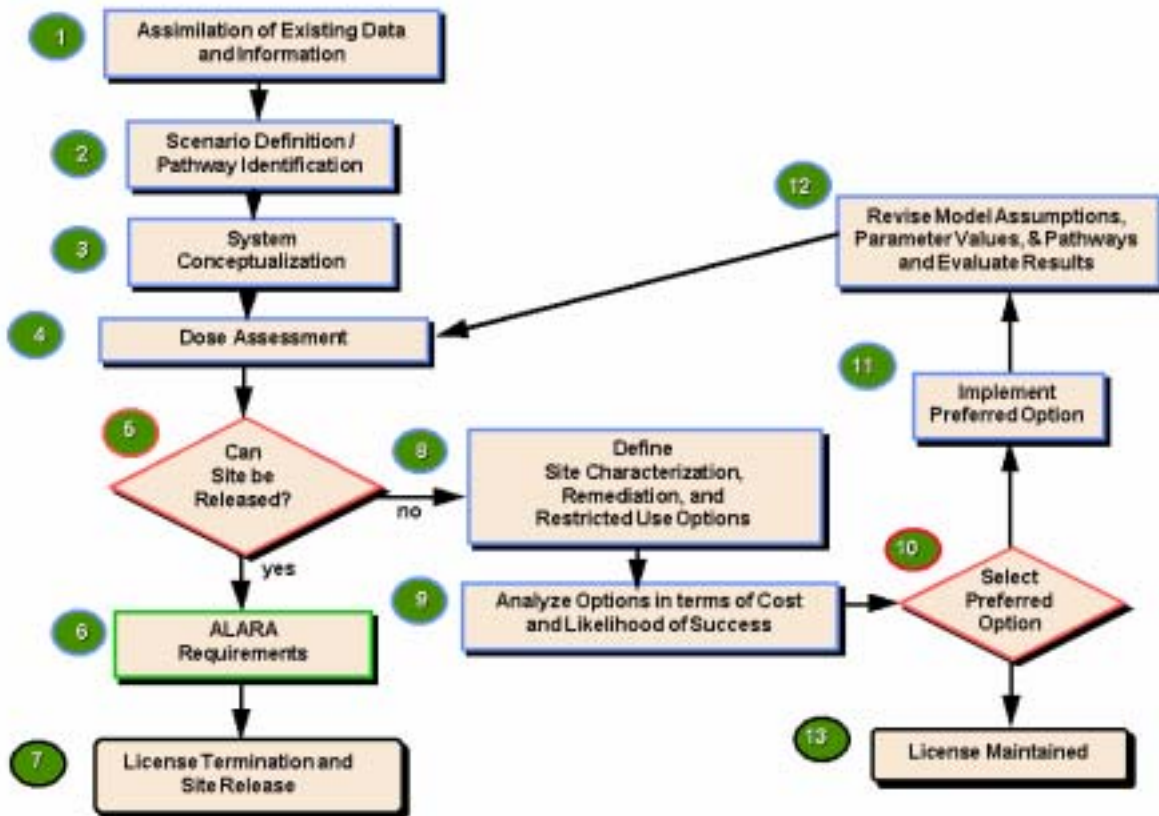 1
Assimilation of Existing Data
and Information
2
Scenario Definition /
Pathway Identification
3
System
Conceptualization
4
Dose Assessment
5
Can
Site be
Released?
no
yes
6
ALARA
Requirements
7
License Termination and
Site Release
8
Define
Site Characterization,
Remediation, and
Restricted Use Options
9
Analyze Options in terms of Cost
and Likelihood of Success
10
Select
Preferred
Option
11
Implement
Preferred Option
12
Revise Model Assumptions,
Parameter Values, & Pathways
and Evaluate Results
13
License Maintained